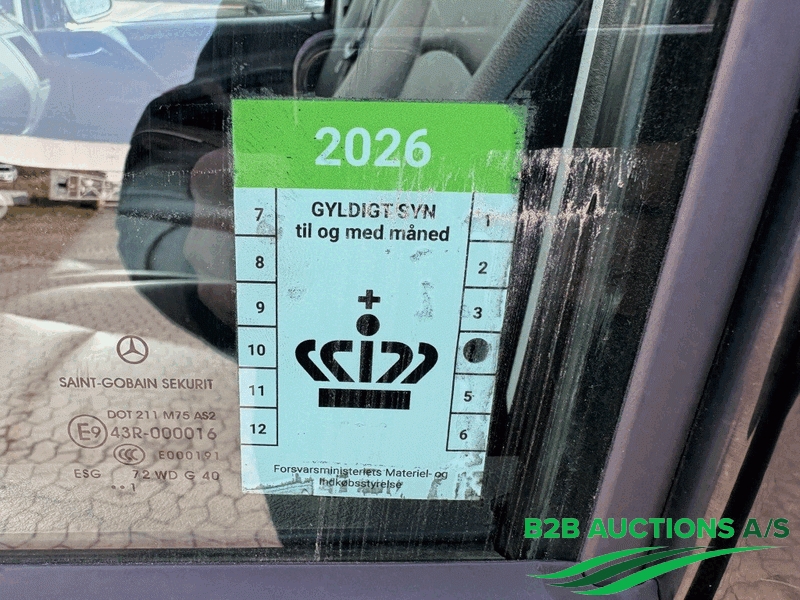 2026
GYLDIGT SYN
til og med måned
7
8
9
10
11
12
1
2
3
5
6
Forsvarsministeriets Materiel- og
Indkøbsstyrelse
SAINT-GOBAIN SEKURIT
DOT 211 M75 AS2
E9 43R-000016
CCC E000191
ESG 72 WD G 40
.. 1
B2B AUCTIONS A/S